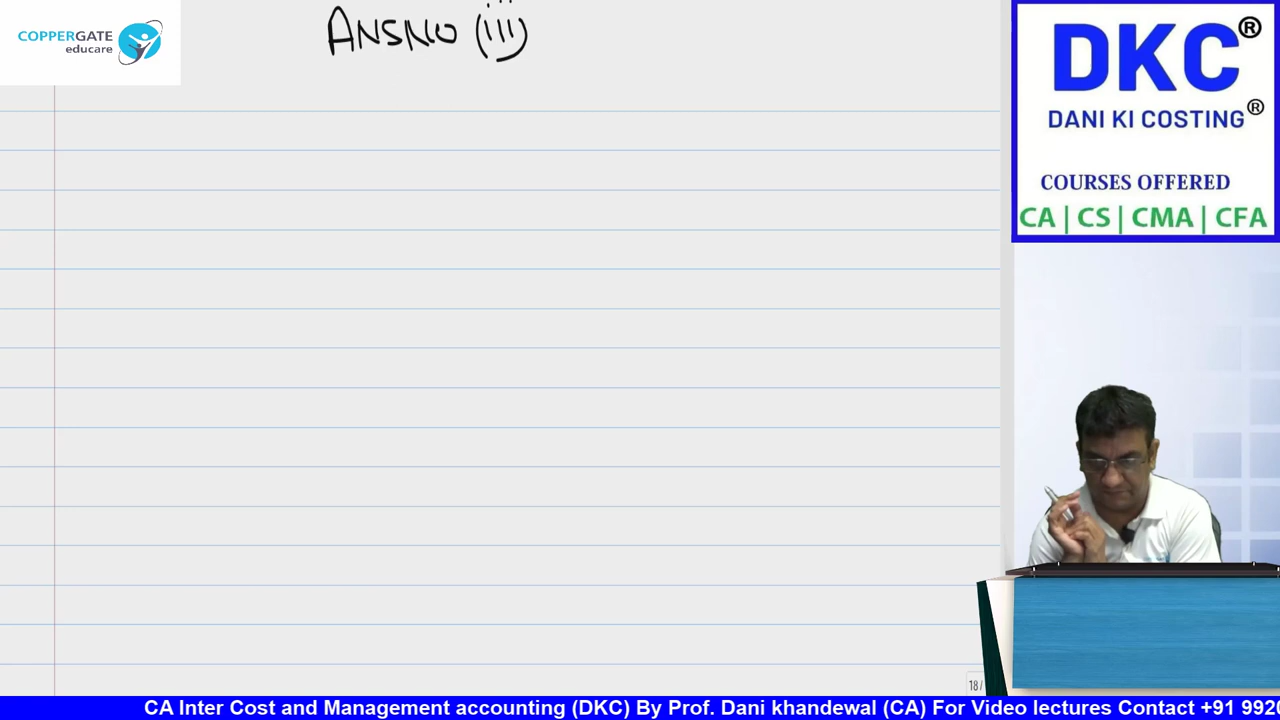 COPPERGATE
educare
ANSNO (iii)
DKC®
DANI KI COSTING®
COURSES OFFERED
CA | CS | CMA | CFA
18/
CA Inter Cost and Management accounting (DKC) By Prof. Dani khandewal (CA) For Video lectures Contact +91 992